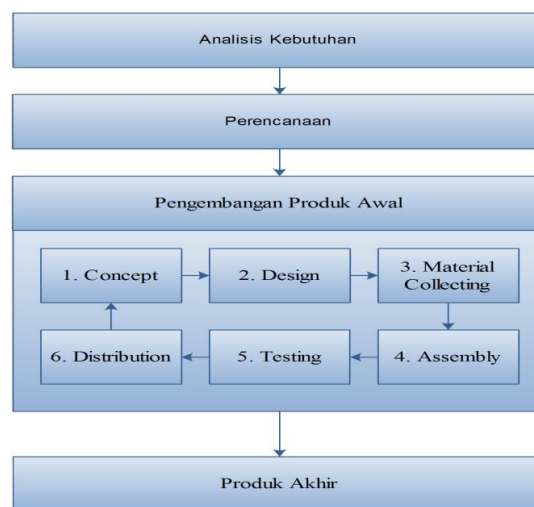 Analisis Kebutuhan
Perencanaan
Pengembangan Produk Awal
1. Concept
2. Design
3. Material
Collecting
4. Assembly
5. Testing
6. Distribution
Produk Akhir